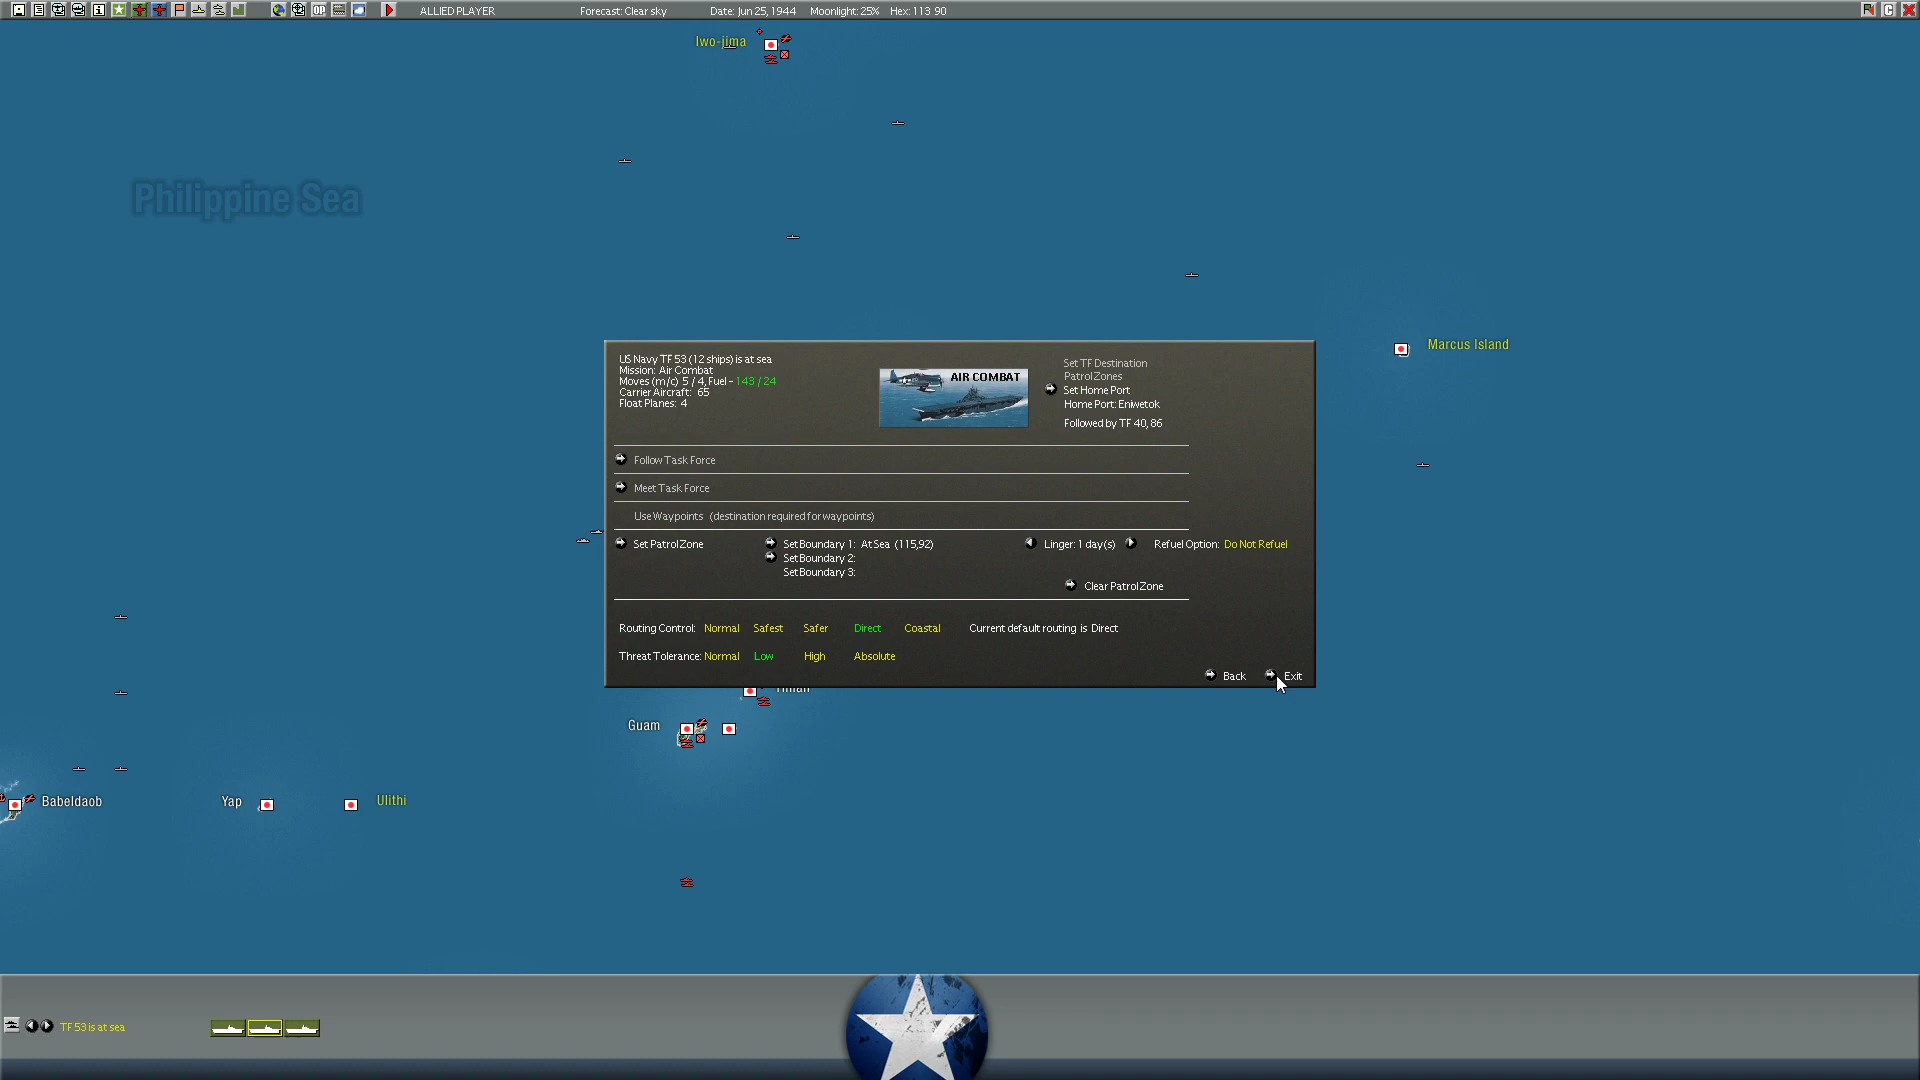 ALLIED PLAYER Forecast: Clear sky Date: Jun 25, 1944 Moonlight: 25% Hex: 113 90
OP
C
Iwo-jima
Philippine Sea
Marcus Island
US Navy TF 53 (12 ships) is at sea
Mission: Air Combat
Moves (m/c) 5 / 4, Fuel - 143 / 24
Carrier Aircraft: 65
Float Planes: 4
AIR COMBAT
Set TF Destination
Patrol Zones
Set Home Port
Home Port: Eniwetok
Followed by TF 40, 86
Follow Task Force
Meet Task Force
Use Waypoints (destination required for waypoints)
Set Patrol Zone Set Boundary 1: At Sea (115,92) Linger: 1 day(s) Refuel Option: Do Not Refuel
Set Boundary 2:
Set Boundary 3:
Clear Patrol Zone
Routing Control: Normal Safest Safer Direct Coastal Current default routing is Direct
Threat Tolerance: Normal Low High Absolute
Back Exit
Guam
Babeldaob
Yap
Ulithi
TF 53 is at sea